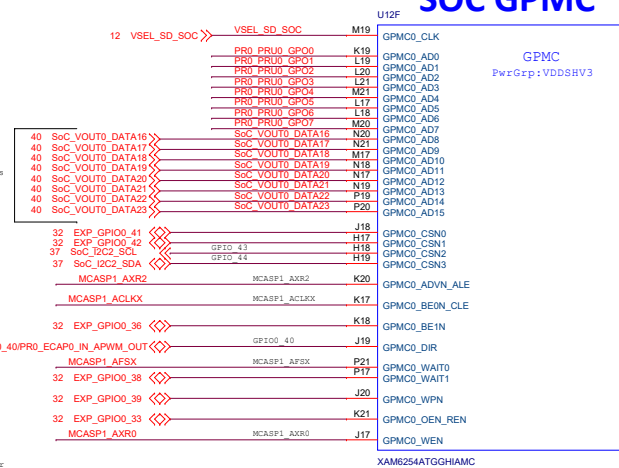 SOC GPMC
U12F
12 VSEL_SD_SOC VSEL_SD_SOC M19 GPMC0_CLK
GPMC
PwrGrp:VDDSHV3
PR0_PRU0_GPO0 K19 GPMC0_AD0
PR0_PRU0_GPO1 L19 GPMC0_AD1
PR0_PRU0_GPO2 L20 GPMC0_AD2
PR0_PRU0_GPO3 L21 GPMC0_AD3
PR0_PRU0_GPO4 M21 GPMC0_AD4
PR0_PRU0_GPO5 L17 GPMC0_AD5
PR0_PRU0_GPO6 L18 GPMC0_AD6
PR0_PRU0_GPO7 M20 GPMC0_AD7
40 SoC_VOUT0_DATA16 SoC_VOUT0_DATA16 N20 GPMC0_AD8
40 SoC_VOUT0_DATA17 SoC_VOUT0_DATA17 N21 GPMC0_AD9
40 SoC_VOUT0_DATA18 SoC_VOUT0_DATA18 M17 GPMC0_AD10
40 SoC_VOUT0_DATA19 SoC_VOUT0_DATA19 N18 GPMC0_AD11
40 SoC_VOUT0_DATA20 SoC_VOUT0_DATA20 N17 GPMC0_AD12
40 SoC_VOUT0_DATA21 SoC_VOUT0_DATA21 N19 GPMC0_AD13
40 SoC_VOUT0_DATA22 SoC_VOUT0_DATA22 P19 GPMC0_AD14
40 SoC_VOUT0_DATA23 SoC_VOUT0_DATA23 P20 GPMC0_AD15
32 EXP_GPIO0_41 J18 GPMC0_CSN0
32 EXP_GPIO0_42 H17 GPMC0_CSN1
37 SoC_I2C2_SCL GPIO_43 H18 GPMC0_CSN2
37 SoC_I2C2_SDA GPIO_44 H19 GPMC0_CSN3
MCASP1_AXR2 MCASP1_AXR2 K20 GPMC0_ADVN_ALE
MCASP1_ACLKX MCASP1_ACLKX K17 GPMC0_BE0N_CLE
32 EXP_GPIO0_36 K18 GPMC0_BE1N
_40/PR0_ECAP0_IN_APWM_OUT GPIO0_40 J19 GPMC0_DIR
MCASP1_AFSX MCASP1_AFSX P21 GPMC0_WAIT0
32 EXP_GPIO0_38 P17 GPMC0_WAIT1
32 EXP_GPIO0_39 J20 GPMC0_WPN
32 EXP_GPIO0_33 K21 GPMC0_OEN_REN
MCASP1_AXR0 MCASP1_AXR0 J17 GPMC0_WEN
XAM6254ATGGHIAMC